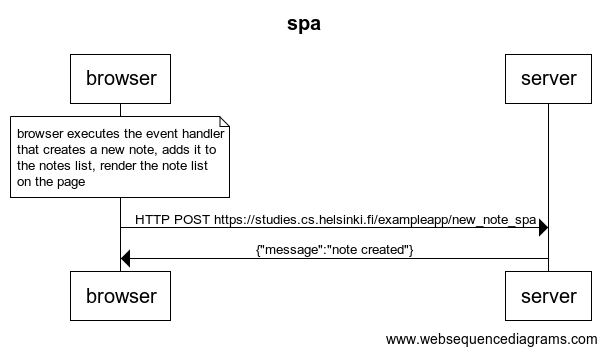 spa
browser
server
browser executes the event handler
that creates a new note, adds it to
the notes list, render the note list
on the page
HTTP POST https://studies.cs.helsinki.fi/exampleapp/new_note_spa
{"message":"note created"}
browser
server
www.websequencediagrams.com